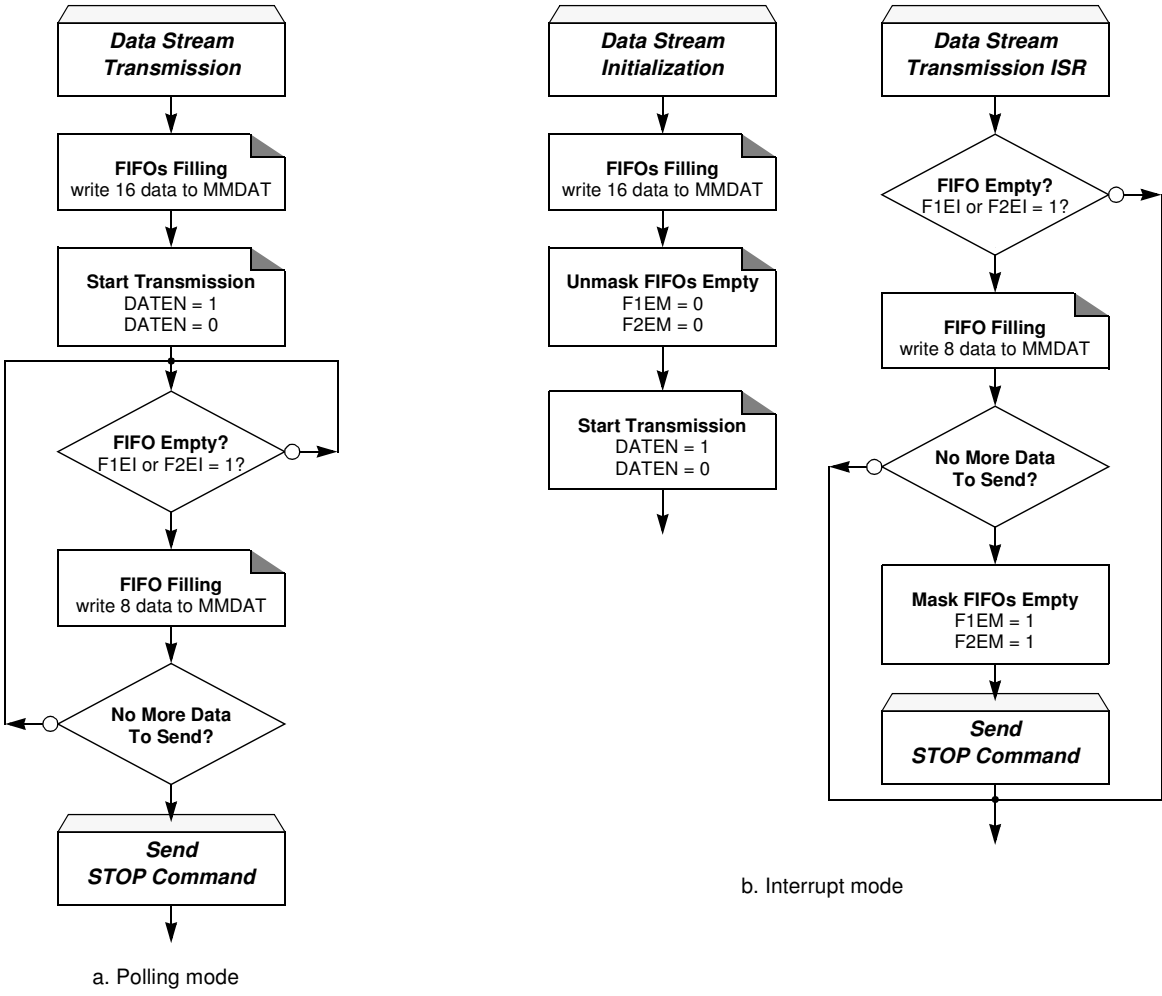 Data Stream
Transmission
FIFOs Filling
write 16 data to MMDAT
Start Transmission
DATEN = 1
DATEN = 0
FIFO Empty?
F1EI or F2EI = 1?
FIFO Filling
write 8 data to MMDAT
No More Data
To Send?
Send
STOP Command
a. Polling mode
Data Stream
Initialization
FIFOs Filling
write 16 data to MMDAT
Unmask FIFOs Empty
F1EM = 0
F2EM = 0
Start Transmission
DATEN = 1
DATEN = 0
Data Stream
Transmission ISR
FIFO Empty?
F1EI or F2EI = 1?
FIFO Filling
write 8 data to MMDAT
No More Data
To Send?
Mask FIFOs Empty
F1EM = 1
F2EM = 1
Send
STOP Command
b. Interrupt mode